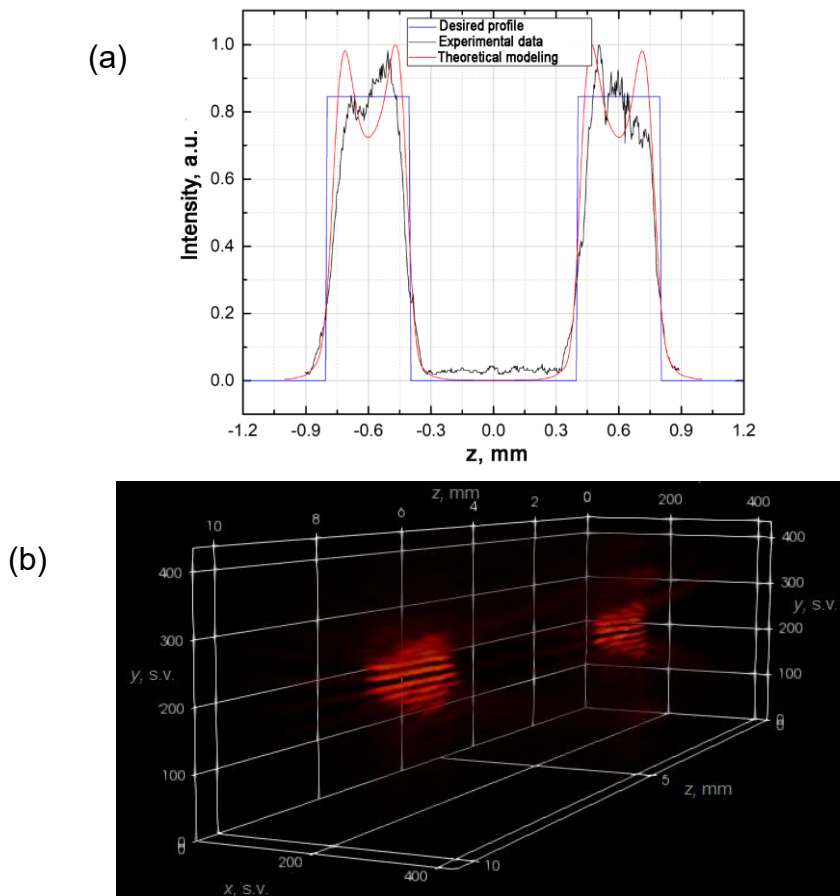 (a)
Desired profile
Experimental data
Theoretical modeling
Intensity, a.u.
1.0
0.8
0.6
0.4
0.2
0.0
-1.2 -0.9 -0.6 -0.3 0.0 0.3 0.6 0.9 1.2
z, mm
(b)
z, mm
10 8 6 4 2 0 200 400
400
300
y, s.v.
200
100
0
400
300
y, s.v.
200
100
0
5
z, mm
200
400
10
x, s.v.